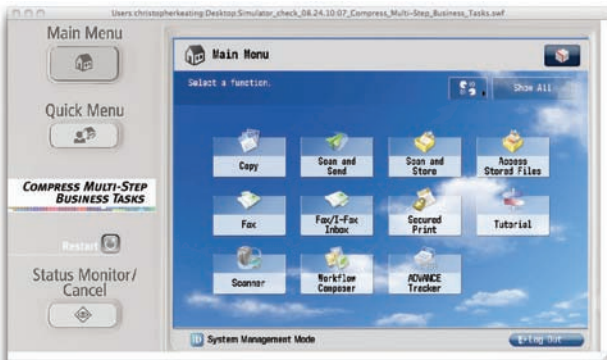 Users:christopherkeating:Desktop:Simulator_check_08.24.10:07_Compress_Multi-Step_Business_Tasks.swf
Main Menu
Quick Menu
COMPRESS MULTI-STEP
BUSINESS TASKS
Restart
Status Monitor/
Cancel
Main Menu
Select a function.
Show All
Copy
Scan and
Send
Scan and
Store
Access
Stored Files
Fax
Fax/I-Fax
Inbox
Secured
Print
Tutorial
Scanner
Workflow
Composer
ADVANCE
Tracker
ID System Management Mode
Log Out